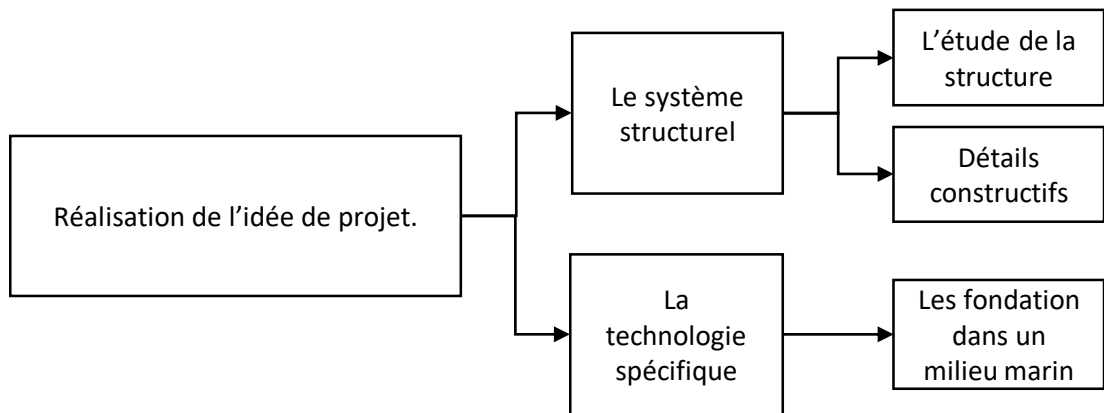 Réalisation de l’idée de projet.
Le système
structurel
L’étude de la
structure
Détails
constructifs
La
technologie
spécifique
Les fondation
dans un
milieu marin